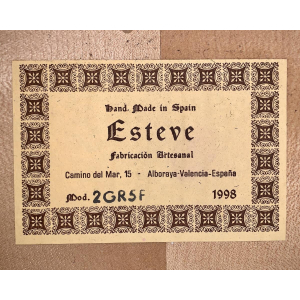 Hand Made in Spain
Esteve
Fabricación Artesanal
Camino del Mar, 15 - Alboraya-Valencia-España
Mod. 2GR5F 1998